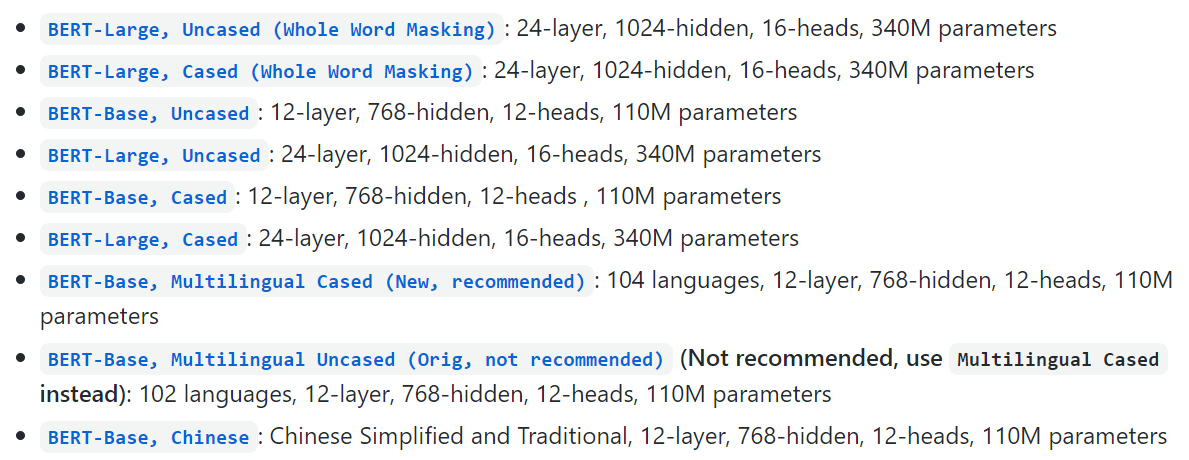 BERT-Large, Uncased (Whole Word Masking): 24-layer, 1024-hidden, 16-heads, 340M parameters
BERT-Large, Cased (Whole Word Masking): 24-layer, 1024-hidden, 16-heads, 340M parameters
BERT-Base, Uncased: 12-layer, 768-hidden, 12-heads, 110M parameters
BERT-Large, Uncased: 24-layer, 1024-hidden, 16-heads, 340M parameters
BERT-Base, Cased: 12-layer, 768-hidden, 12-heads , 110M parameters
BERT-Large, Cased: 24-layer, 1024-hidden, 16-heads, 340M parameters
BERT-Base, Multilingual Cased (New, recommended): 104 languages, 12-layer, 768-hidden, 12-heads, 110M
parameters
BERT-Base, Multilingual Uncased (Orig, not recommended) (Not recommended, use Multilingual Cased
instead): 102 languages, 12-layer, 768-hidden, 12-heads, 110M parameters
BERT-Base, Chinese: Chinese Simplified and Traditional, 12-layer, 768-hidden, 12-heads, 110M parameters